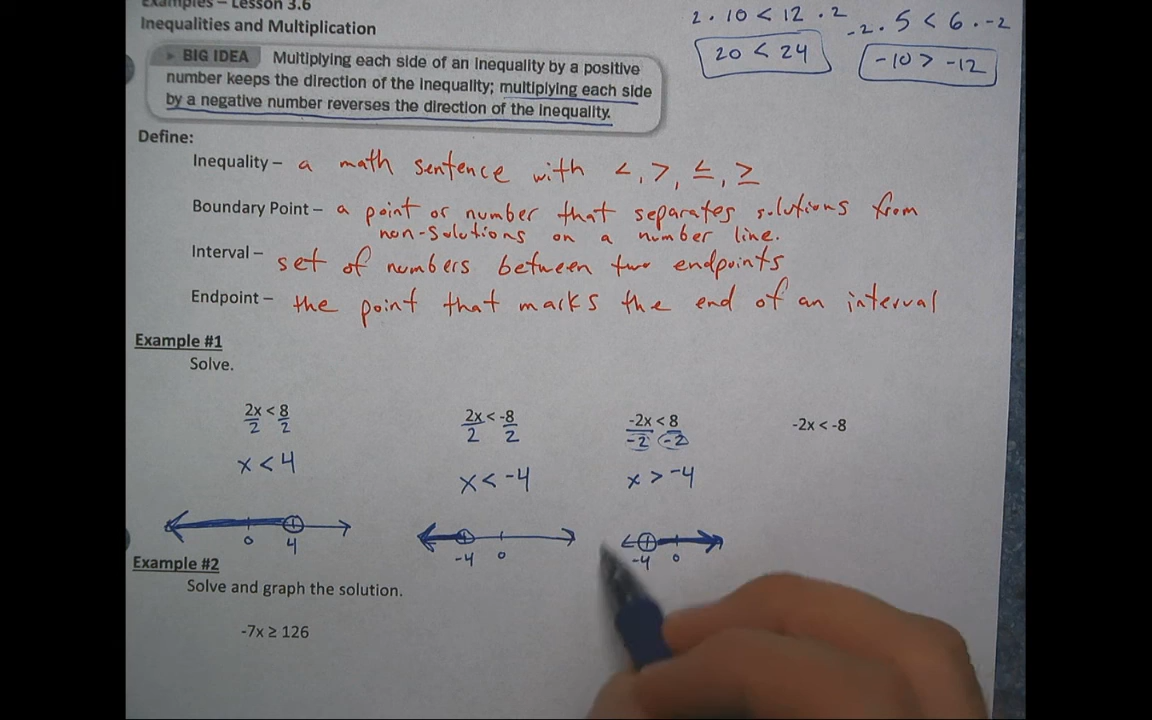 Examples – Lesson 3.6
Inequalities and Multiplication
2 · 10 < 12 · 2
-2 · 5 < 6 · -2
20 < 24
-10 > -12
BIG IDEA Multiplying each side of an inequality by a positive
number keeps the direction of the inequality; multiplying each side
by a negative number reverses the direction of the inequality.
Define:
Inequality – a math sentence with <, >, ≤, ≥
Boundary Point – a point or number that separates solutions from
non-solutions on a number line.
Interval – set of numbers between two endpoints
Endpoint – the point that marks the end of an interval
Example #1
Solve.
2x < 8 2x < -8 -2x < 8 -2x < -8
2 2 2 2 -2 -2
x < 4 x < -4 x > -4
0 4 -4 0 -4 0
Example #2
Solve and graph the solution.
-7x ≥ 126